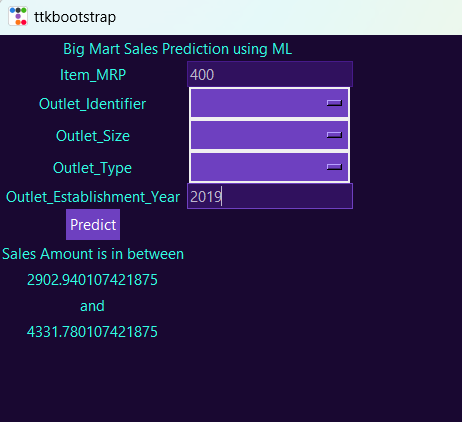 ttkbootstrap
Big Mart Sales Prediction using ML
Item_MRP 400
Outlet_Identifier
Outlet_Size
Outlet_Type
Outlet_Establishment_Year 2019
Predict
Sales Amount is in between
2902.940107421875
and
4331.780107421875